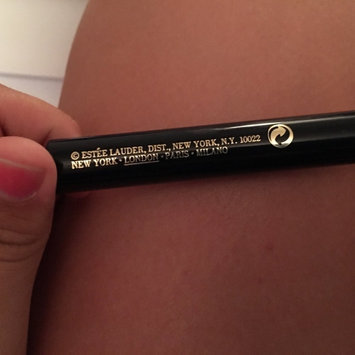 © ESTĒE LAUDER, DIST., NEW YORK, N.Y. 10022
NEW YORK · LONDON · PARIS · MILANO